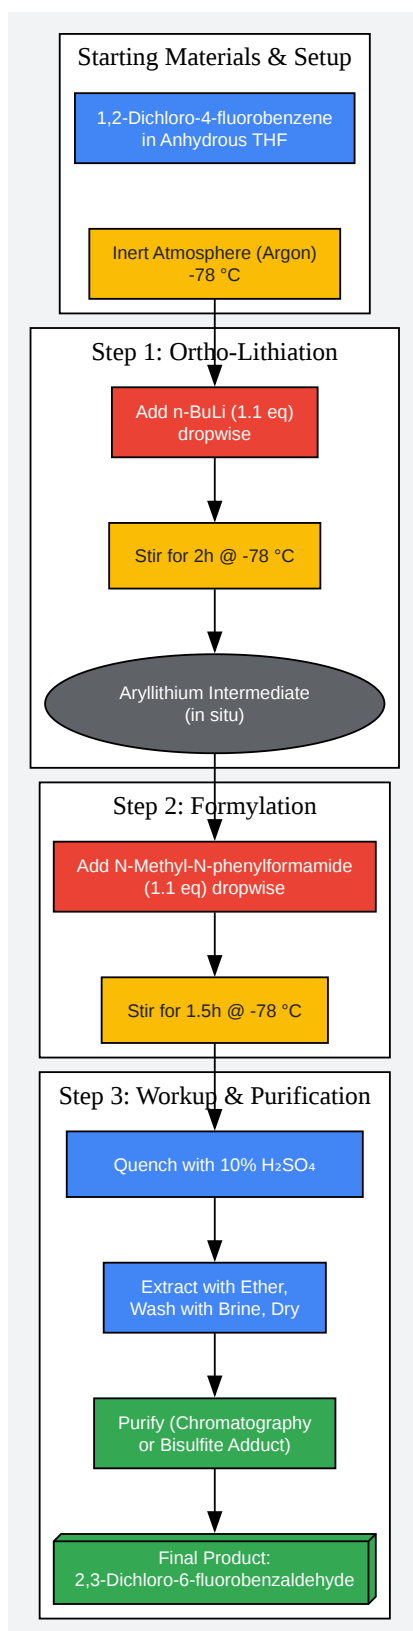 Starting Materials & Setup
1,2-Dichloro-4-fluorobenzene
in Anhydrous THF
Inert Atmosphere (Argon)
-78 °C
Step 1: Ortho-Lithiation
Add n-BuLi (1.1 eq)
dropwise
Stir for 2h @ -78 °C
Aryllithium Intermediate
(in situ)
Step 2: Formylation
Add N-Methyl-N-phenylformamide
(1.1 eq) dropwise
Stir for 1.5h @ -78 °C
Step 3: Workup & Purification
Quench with 10% H₂SO₄
Extract with Ether,
Wash with Brine, Dry
Purify (Chromatography
or Bisulfite Adduct)
Final Product:
2,3-Dichloro-6-fluorobenzaldehyde